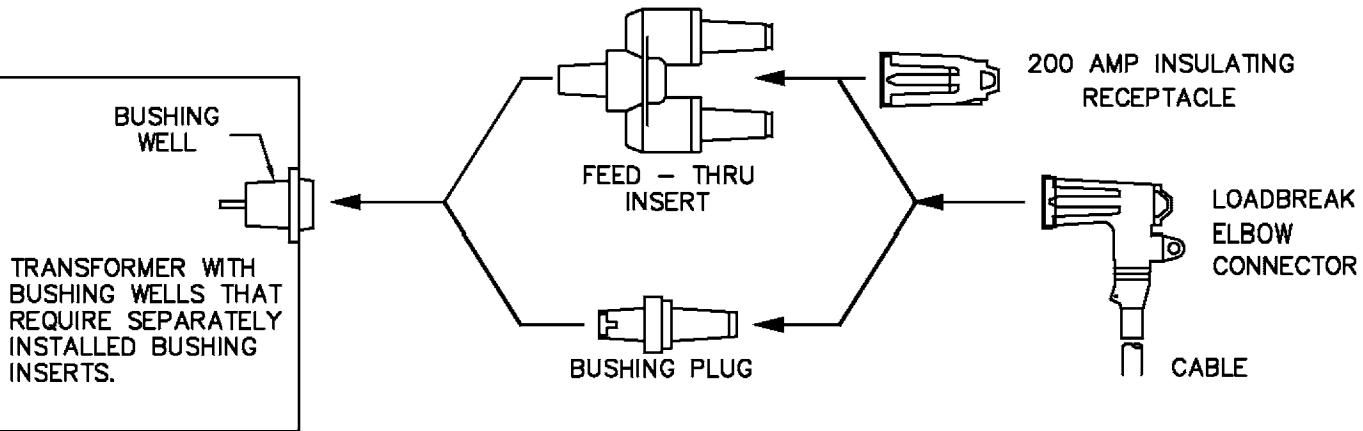 BUSHING
WELL
TRANSFORMER WITH
BUSHING WELLS THAT
REQUIRE SEPARATELY
INSTALLED BUSHING
INSERTS.
FEED - THRU
INSERT
BUSHING PLUG
200 AMP INSULATING
RECEPTACLE
LOADBREAK
ELBOW
CONNECTOR
CABLE